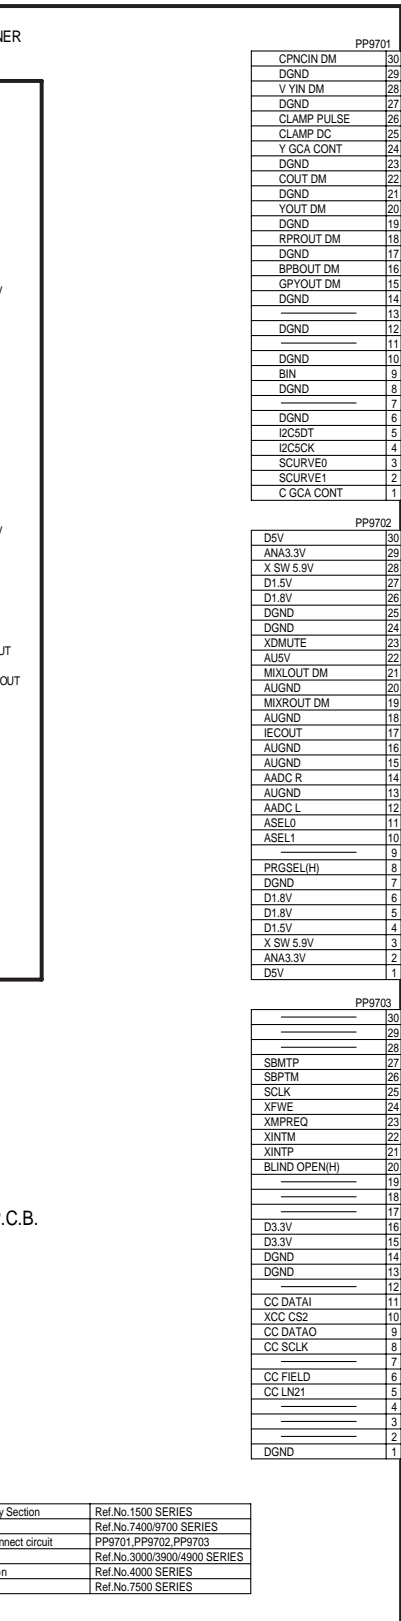 PP9701
CPNCIN DM 30
DGND 29
V YIN DM 28
DGND 27
CLAMP PULSE 26
CLAMP DC 25
Y GCA CONT 24
DGND 23
COUT DM 22
DGND 21
YOUT DM 20
DGND 19
RPROUT DM 18
DGND 17
BPBOUT DM 16
GPYOUT DM 15
DGND 14
13
DGND 12
11
DGND 10
BIN 9
DGND 8
7
DGND 6
I2C5DT 5
I2C5CK 4
SCURVE0 3
SCURVE1 2
C GCA CONT 1
PP9702
D5V 30
ANA3.3V 29
X SW 5.9V 28
D1.5V 27
D1.8V 26
DGND 25
DGND 24
XDMUTE 23
AU5V 22
MIXLOUT DM 21
AUGND 20
MIXROUT DM 19
AUGND 18
IECOUT 17
AUGND 16
AUGND 15
AADC R 14
AUGND 13
AADC L 12
ASEL0 11
ASEL1 10
9
PRGSEL(H) 8
DGND 7
D1.8V 6
D1.8V 5
D1.5V 4
X SW 5.9V 3
ANA3.3V 2
D5V 1
PP9703
30
29
28
SBMTP 27
SBPTM 26
SCLK 25
XFWE 24
XMPREQ 23
XINTM 22
XINTP 21
BLIND OPEN(H) 20
19
18
17
D3.3V 16
D3.3V 15
DGND 14
DGND 13
12
CC DATAI 11
XCC CS2 10
CC DATAO 9
CC SCLK 8
7
CC FIELD 6
CC LN21 5
4
3
2
DGND 1
P.C.B.
y Section Ref.No.1500 SERIES
Ref.No.7400/9700 SERIES
nnect circuit PP9701,PP9702,PP9703
Ref.No.3000/3900/4900 SERIES
n Ref.No.4000 SERIES
Ref.No.7500 SERIES